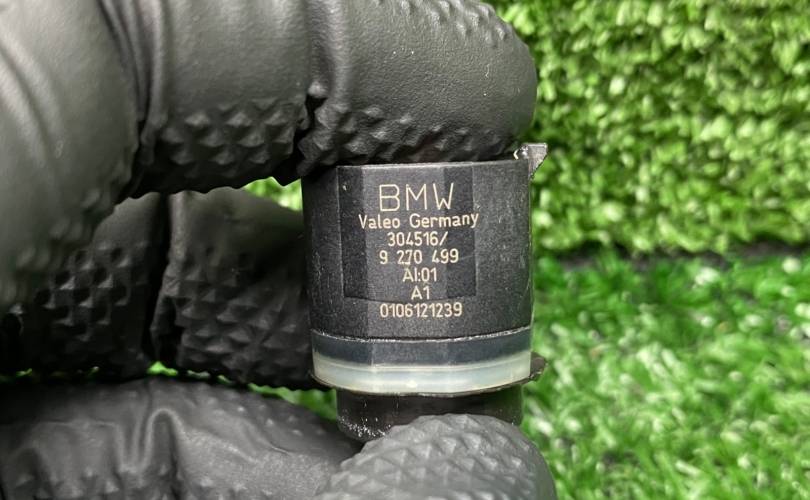 BMW
Valeo Germany
304516/
9 270 499
AI:01
A1
0106121239